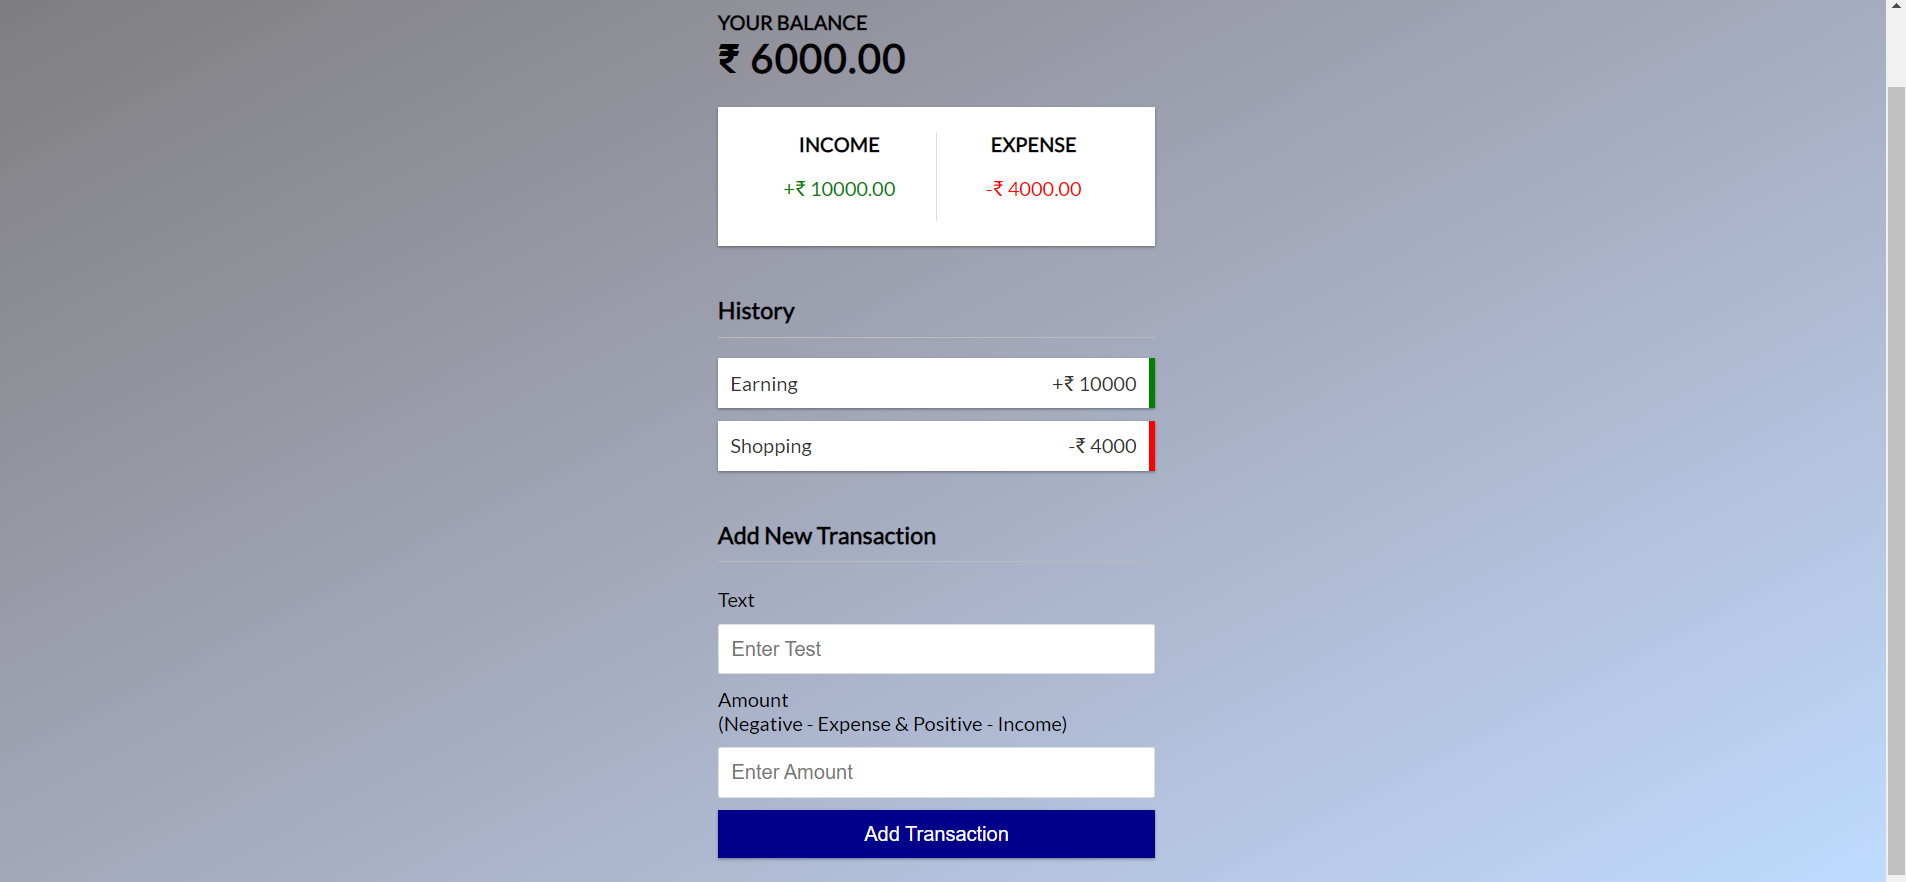 YOUR BALANCE
₹ 6000.00
INCOME
EXPENSE
+₹ 10000.00
-₹ 4000.00
History
Earning +₹ 10000
Shopping -₹ 4000
Add New Transaction
Text
Enter Test
Amount
(Negative - Expense & Positive - Income)
Enter Amount
Add Transaction